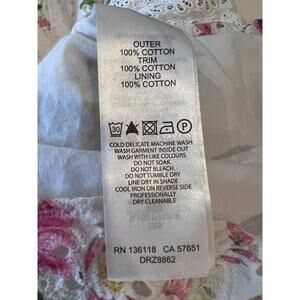 OUTER
100% COTTON
TRIM
100% COTTON
LINING
100% COTTON
30
P
COLD DELICATE MACHINE WASH
WASH GARMENT INSIDE OUT
WASH WITH LIKE COLOURS
DO NOT SOAK
DO NOT BLEACH
DO NOT TUMBLE DRY
LINE DRY IN SHADE
COOL IRON ON REVERSE SIDE
PROFESSIONALLY
DRY CLEANABLE
RN 136118 CA 57651
DRZ8862